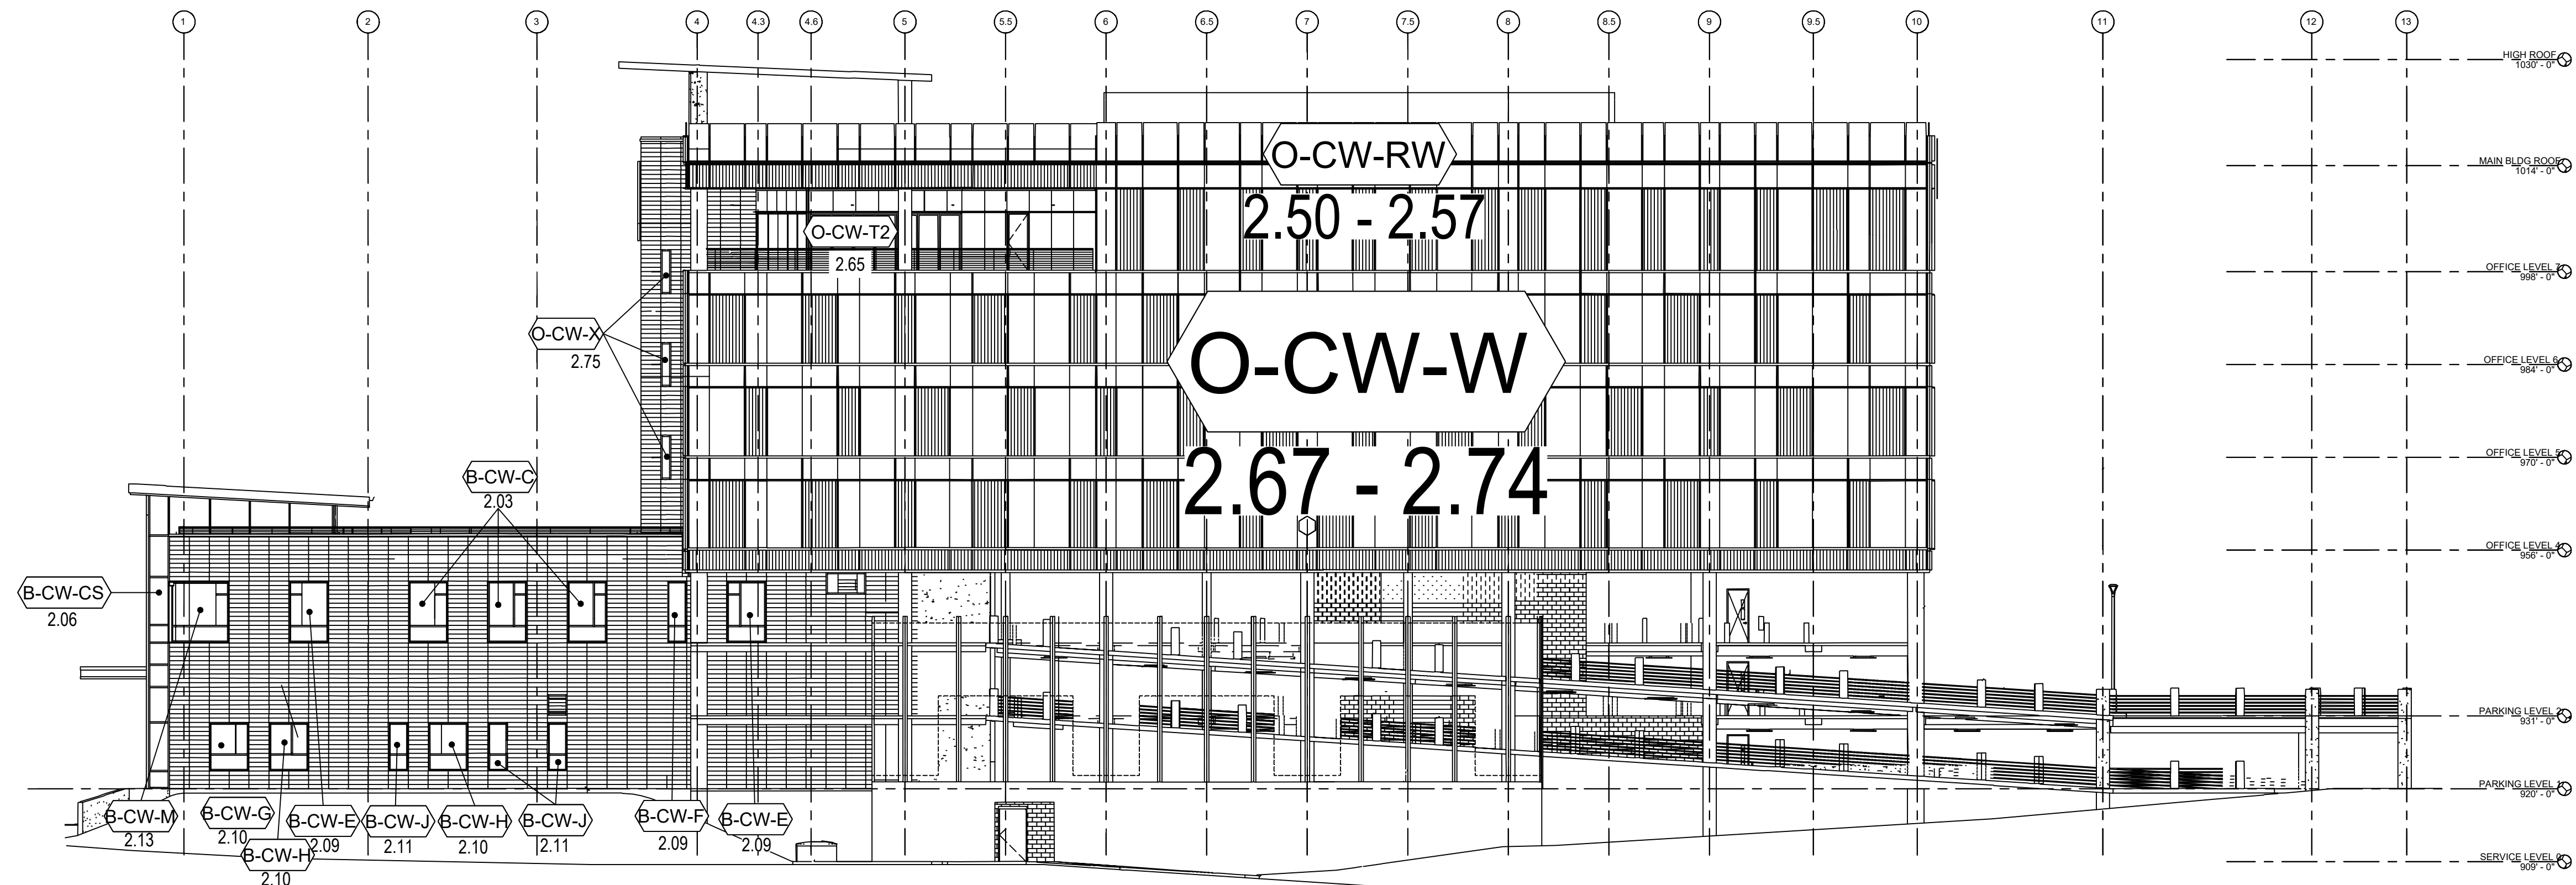 1 2 3 4 4.3 4.6 5 5.5 6 6.5 7 7.5 8 8.5 9 9.5 10 11 12 13
HIGH ROOF
1030' - 0"
MAIN BLDG ROOF
1014' - 0"
O-CW-RW
2.50 - 2.57
O-CW-T2
2.65
OFFICE LEVEL 7
998' - 0"
O-CW-X
2.75
O-CW-W
2.67 - 2.74
OFFICE LEVEL 6
984' - 0"
OFFICE LEVEL 5
970' - 0"
B-CW-C
2.03
OFFICE LEVEL 4
956' - 0"
B-CW-CS
2.06
PARKING LEVEL 2
931' - 0"
PARKING LEVEL 1
920' - 0"
B-CW-M
2.13
B-CW-G
2.10
B-CW-H
2.10
B-CW-E
2.09
B-CW-J
2.11
B-CW-H
2.10
B-CW-J
2.11
B-CW-F
2.09
B-CW-E
2.09
SERVICE LEVEL 0
909' - 0"